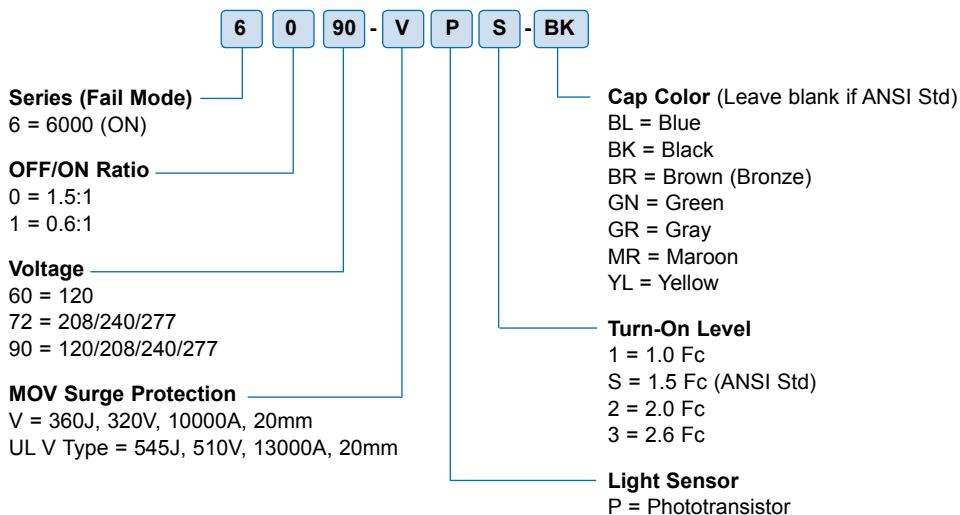 6 0 90 - V P S - BK
Series (Fail Mode)
6 = 6000 (ON)
OFF/ON Ratio
0 = 1.5:1
1 = 0.6:1
Voltage
60 = 120
72 = 208/240/277
90 = 120/208/240/277
MOV Surge Protection
V = 360J, 320V, 10000A, 20mm
UL V Type = 545J, 510V, 13000A, 20mm
Cap Color (Leave blank if ANSI Std)
BL = Blue
BK = Black
BR = Brown (Bronze)
GN = Green
GR = Gray
MR = Maroon
YL = Yellow
Turn-On Level
1 = 1.0 Fc
S = 1.5 Fc (ANSI Std)
2 = 2.0 Fc
3 = 2.6 Fc
Light Sensor
P = Phototransistor